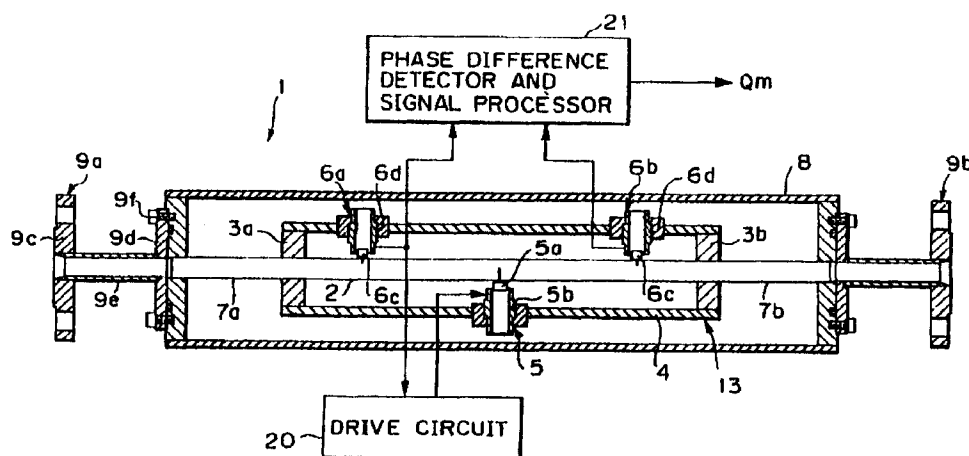 21
PHASE DIFFERENCE
DETECTOR AND
SIGNAL PROCESSOR
Qm
1
9a
9f
9c
9d
9e
6a
6d
6b
6d
8
9b
3a
3b
5a
2
6c
5b
6c
7a
7b
5
4
13
20
DRIVE CIRCUIT